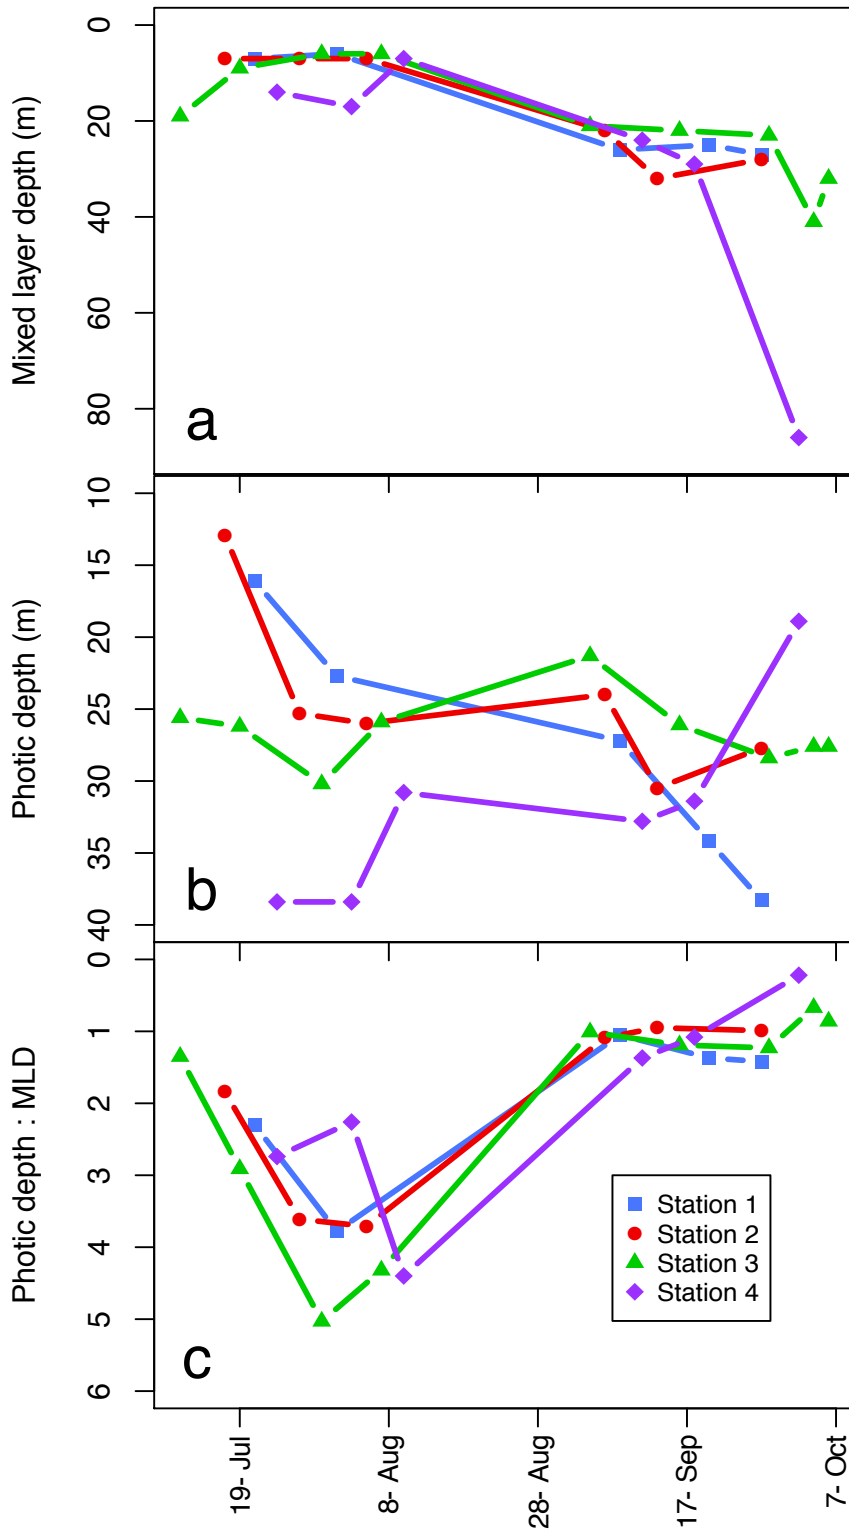 Mixed layer depth (m)
0
20
40
60
80
a
Photic depth (m)
10
15
20
25
30
35
40
b
Photic depth : MLD
0
1
2
3
4
5
6
c
Station 1
Station 2
Station 3
Station 4
19- Jul
8- Aug
28- Aug
17- Sep
7- Oct